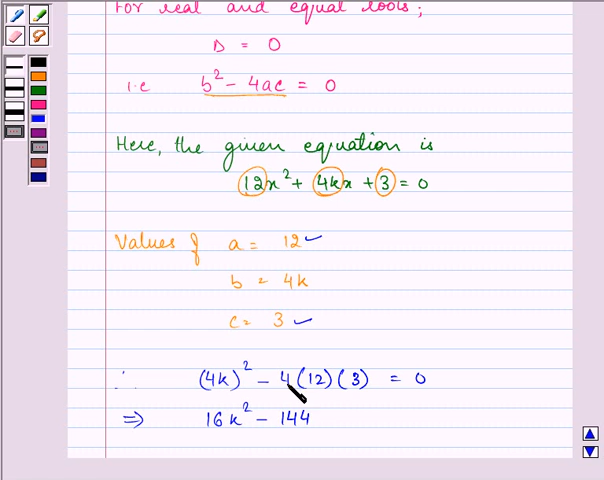 For real and equal roots;
D = 0
i.e b² - 4ac = 0
Here, the given equation is
12x² + 4kx + 3 = 0
Values of a = 12 ✓
b = 4k
c = 3 ✓
∴ (4k)² - 4(12)(3) = 0
⇒ 16k² - 144